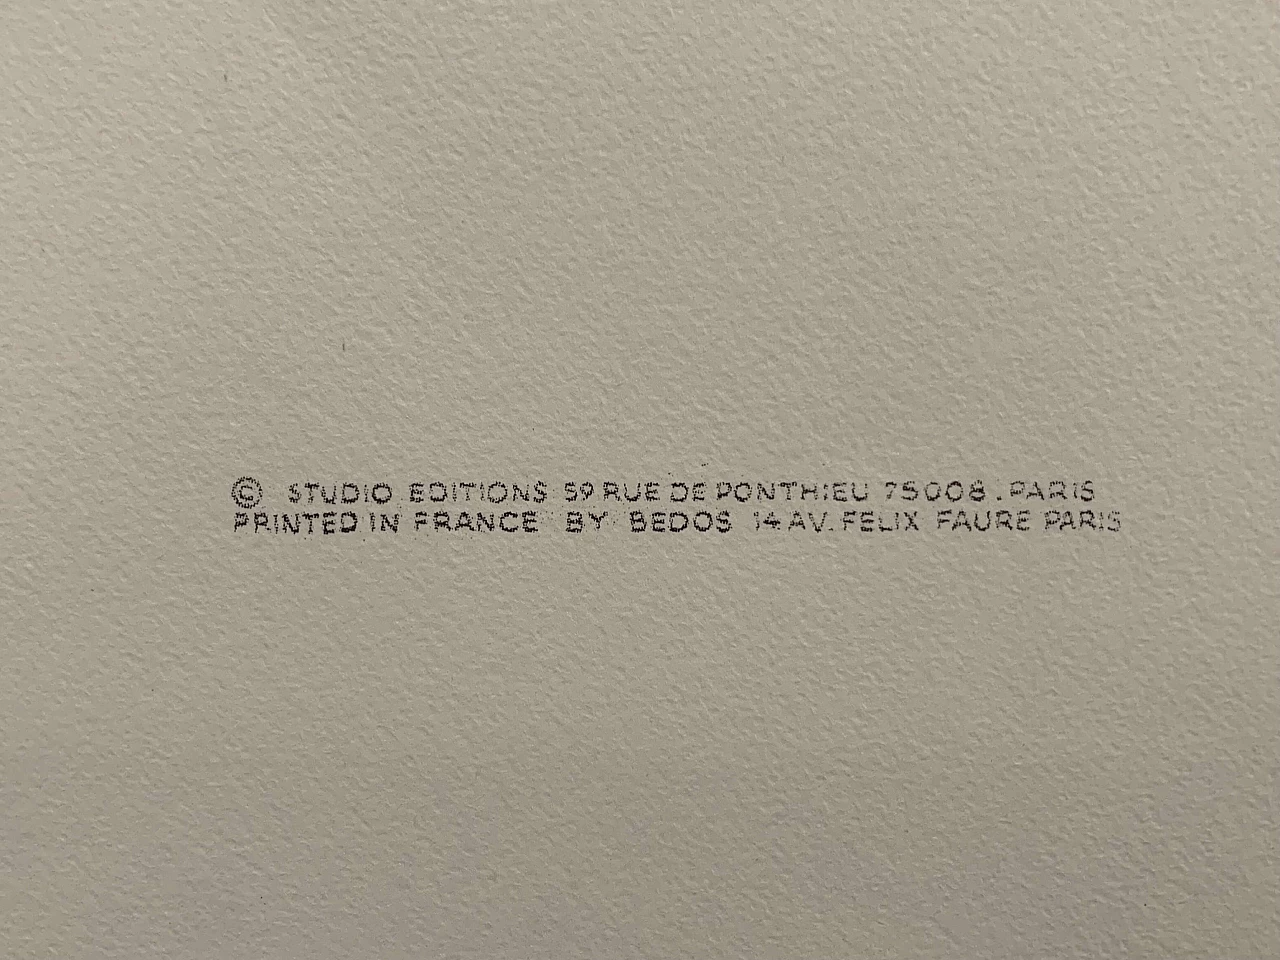 © STUDIO EDITIONS 59 RUE DE PONTHIEU 75008. PARIS
PRINTED IN FRANCE BY BEDOS 14 AV. FELIX FAURE PARIS